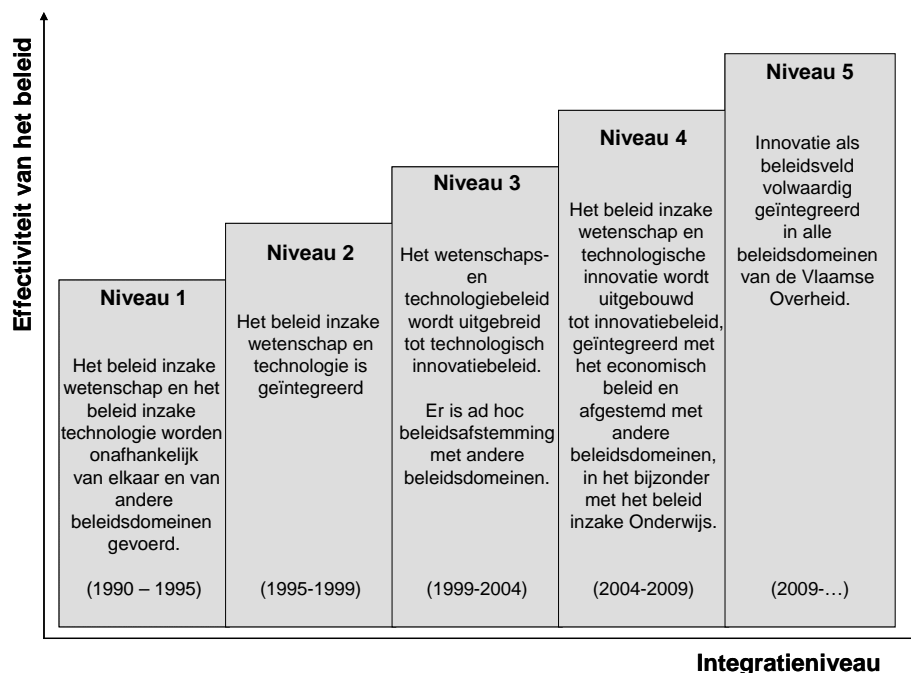 Effectiviteit van het beleid
Niveau 1
Het beleid inzake
wetenschap en het
beleid inzake
technologie worden
onafhankelijk
van elkaar en van
andere
beleidsdomeinen
gevoerd.
(1990 – 1995)
Niveau 2
Het beleid inzake
wetenschap en
technologie is
geïntegreerd
(1995-1999)
Niveau 3
Het wetenschaps-
en
technologiebeleid
wordt uitgebreid
tot technologisch
innovatiebeleid.
Er is ad hoc
beleidsafstemming
met andere
beleidsdomeinen.
(1999-2004)
Niveau 4
Het beleid inzake
wetenschap en
technologische
innovatie wordt
uitgebouwd
tot innovatiebeleid,
geïntegreerd met
het economisch
beleid en
afgestemd met
andere
beleidsdomeinen,
in het bijzonder
met het beleid
inzake Onderwijs.
(2004-2009)
Niveau 5
Innovatie als
beleidsveld
volwaardig
geïntegreerd
in alle
beleidsdomeinen
van de Vlaamse
Overheid.
(2009-…)
Integratieniveau